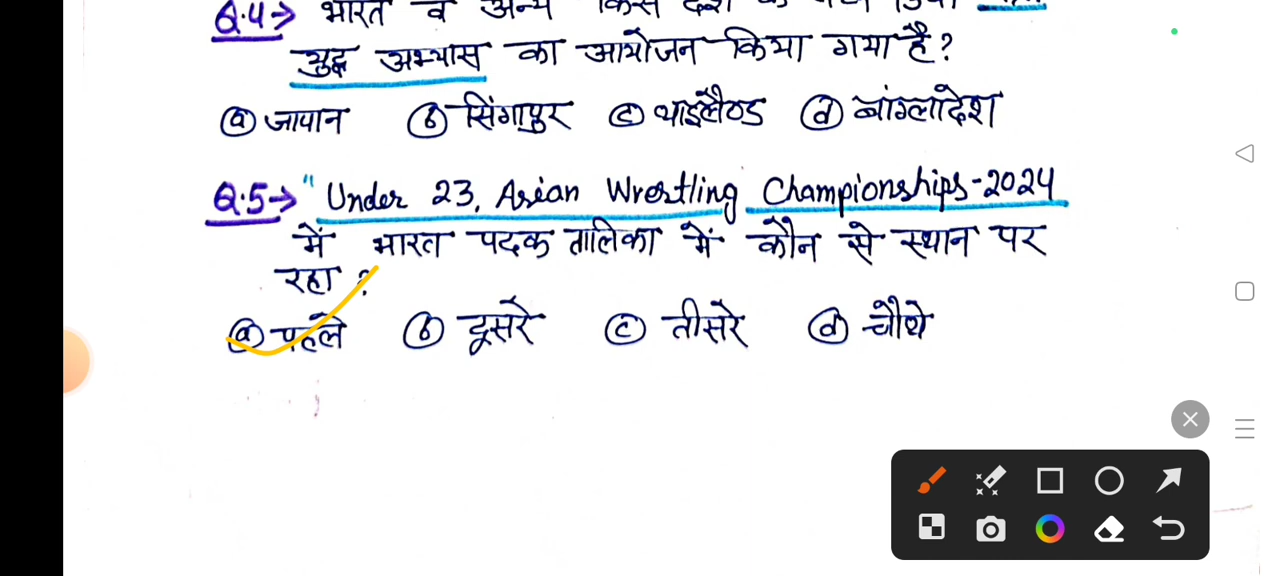 Q.4→ भारत व अन्य किस देश
युद्ध अभ्यास का आयोजन किया गया है?
(a) जापान (b) सिंगापुर (c) थाइलैण्ड (d) बांग्लादेश
Q.5→ "Under 23, Asian Wrestling Championships-2024
में भारत पदक तालिका में कौन से स्थान पर
रहा?
(a) पहले (b) दूसरे (c) तीसरे (d) चौथे